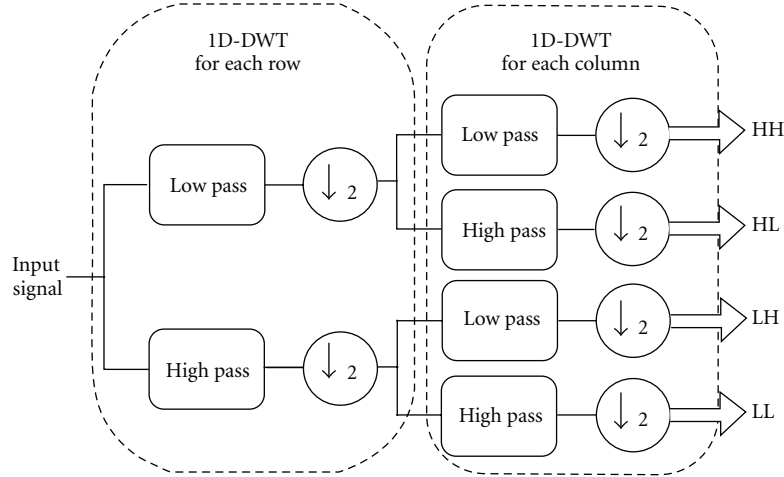 1D-DWT
for each row
1D-DWT
for each column
Low pass
↓ 2
HH
Low pass
↓ 2
High pass
↓ 2
HL
Input
signal
Low pass
↓ 2
LH
High pass
↓ 2
High pass
↓ 2
LL